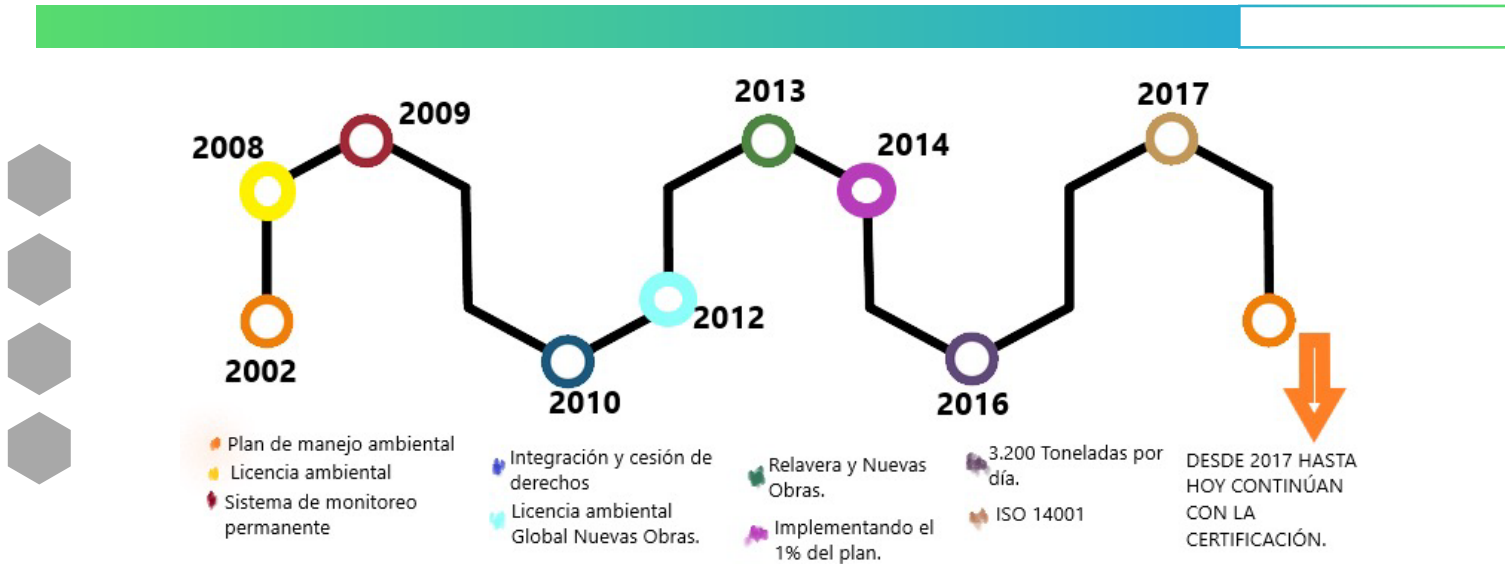 2008
2009
2002
2010
2012
2013
2014
2016
2017
Plan de manejo ambiental
Licencia ambiental
Sistema de monitoreo
permanente
Integración y cesión de
derechos
Licencia ambiental
Global Nuevas Obras.
Relavera y Nuevas
Obras.
Implementando el
1% del plan.
3.200 Toneladas por
día.
ISO 14001
DESDE 2017 HASTA
HOY CONTINÚAN
CON LA
CERTIFICACIÓN.